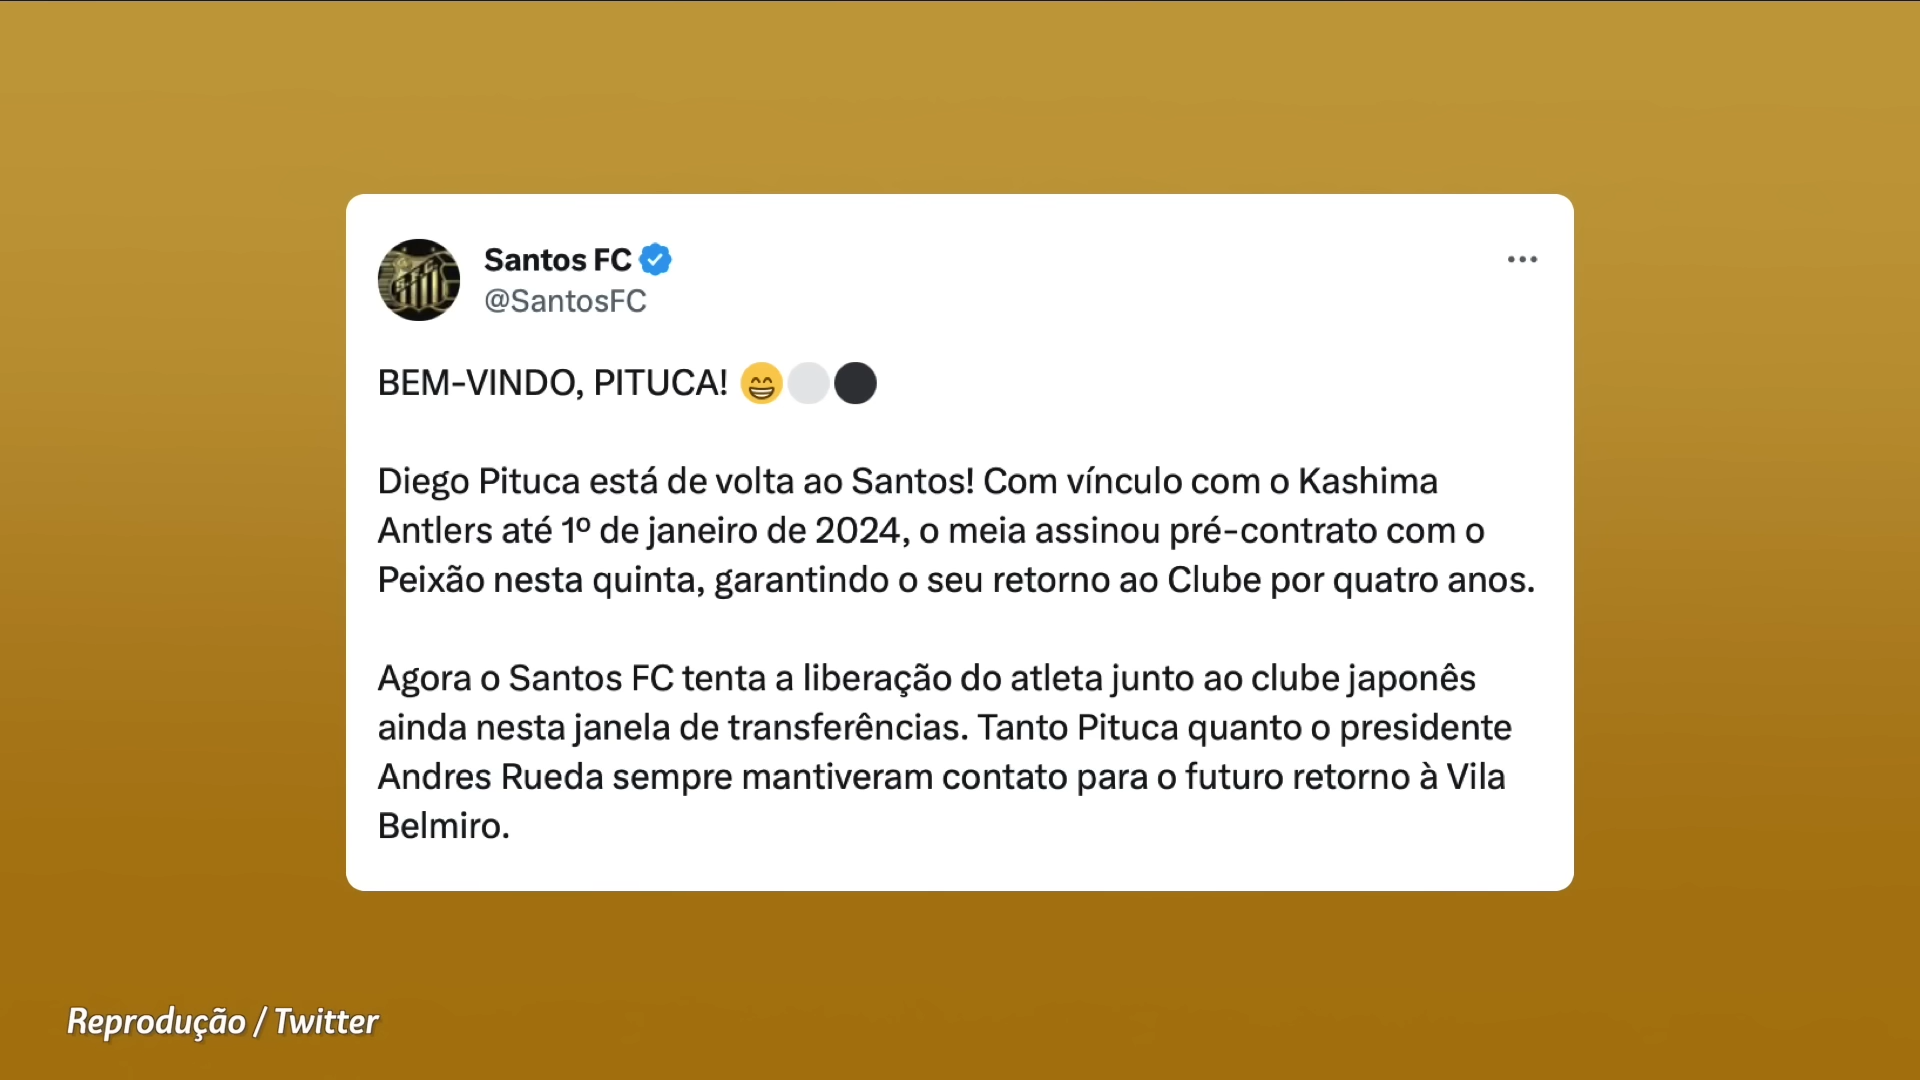 Santos FC
@SantosFC
BEM-VINDO, PITUCA! 😄⚪⚫
Diego Pituca está de volta ao Santos! Com vínculo com o Kashima
Antlers até 1º de janeiro de 2024, o meia assinou pré-contrato com o
Peixão nesta quinta, garantindo o seu retorno ao Clube por quatro anos.
Agora o Santos FC tenta a liberação do atleta junto ao clube japonês
ainda nesta janela de transferências. Tanto Pituca quanto o presidente
Andres Rueda sempre mantiveram contato para o futuro retorno à Vila
Belmiro.
Reprodução / Twitter